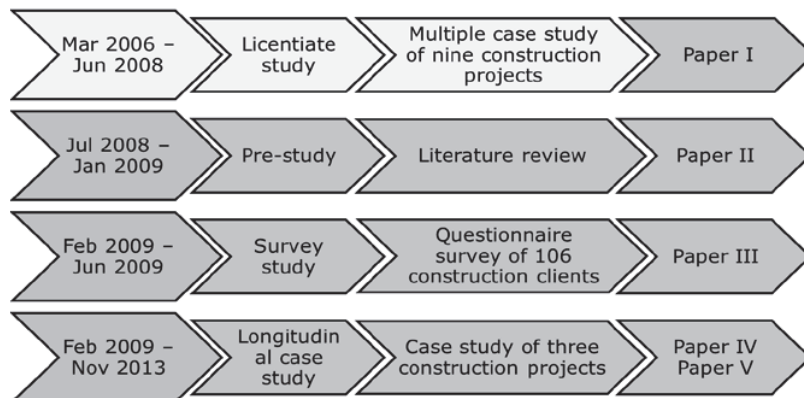 Mar 2006 –
Jun 2008
Licentiate
study
Multiple case study
of nine construction
projects
Paper I
Jul 2008 –
Jan 2009
Pre-study
Literature review
Paper II
Feb 2009 –
Jun 2009
Survey
study
Questionnaire
survey of 106
construction clients
Paper III
Feb 2009 –
Nov 2013
Longitudin
al case
study
Case study of three
construction projects
Paper IV
Paper V